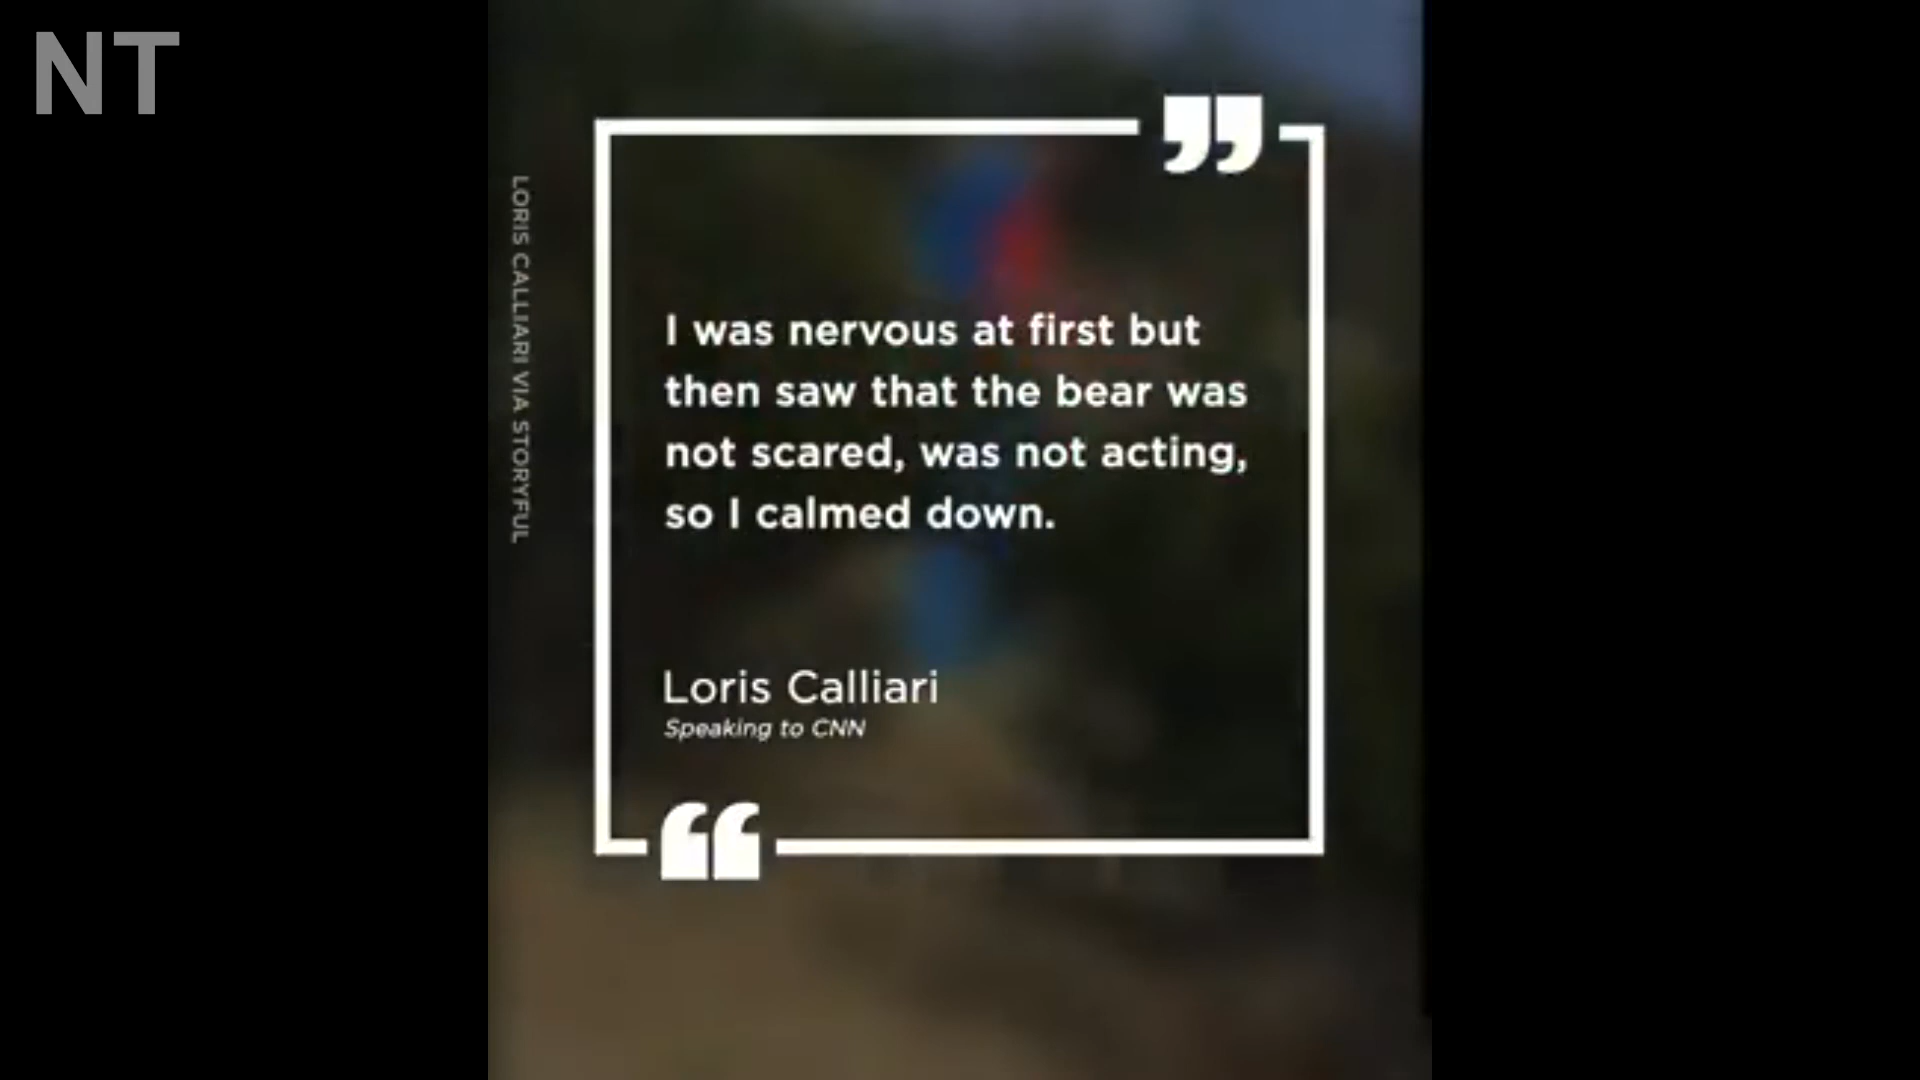 NT
LORIS CALLIARI VIA STORYFUL
I was nervous at first but
then saw that the bear was
not scared, was not acting,
so I calmed down.
Loris Calliari
Speaking to CNN